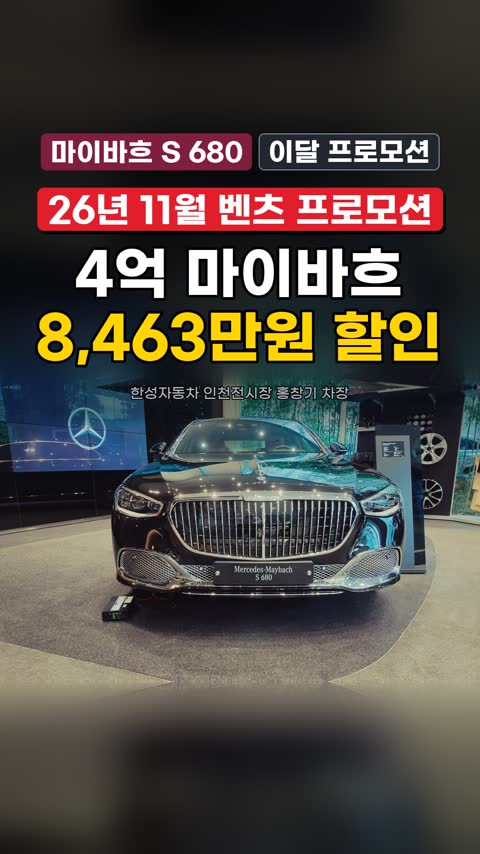 마이바흐 S 680 이달 프로모션
26년 11월 벤츠 프로모션
4억 마이바흐
8,463만원 할인
한성자동차 인천전시장 홍창기 차장
Mercedes-Maybach
S 680